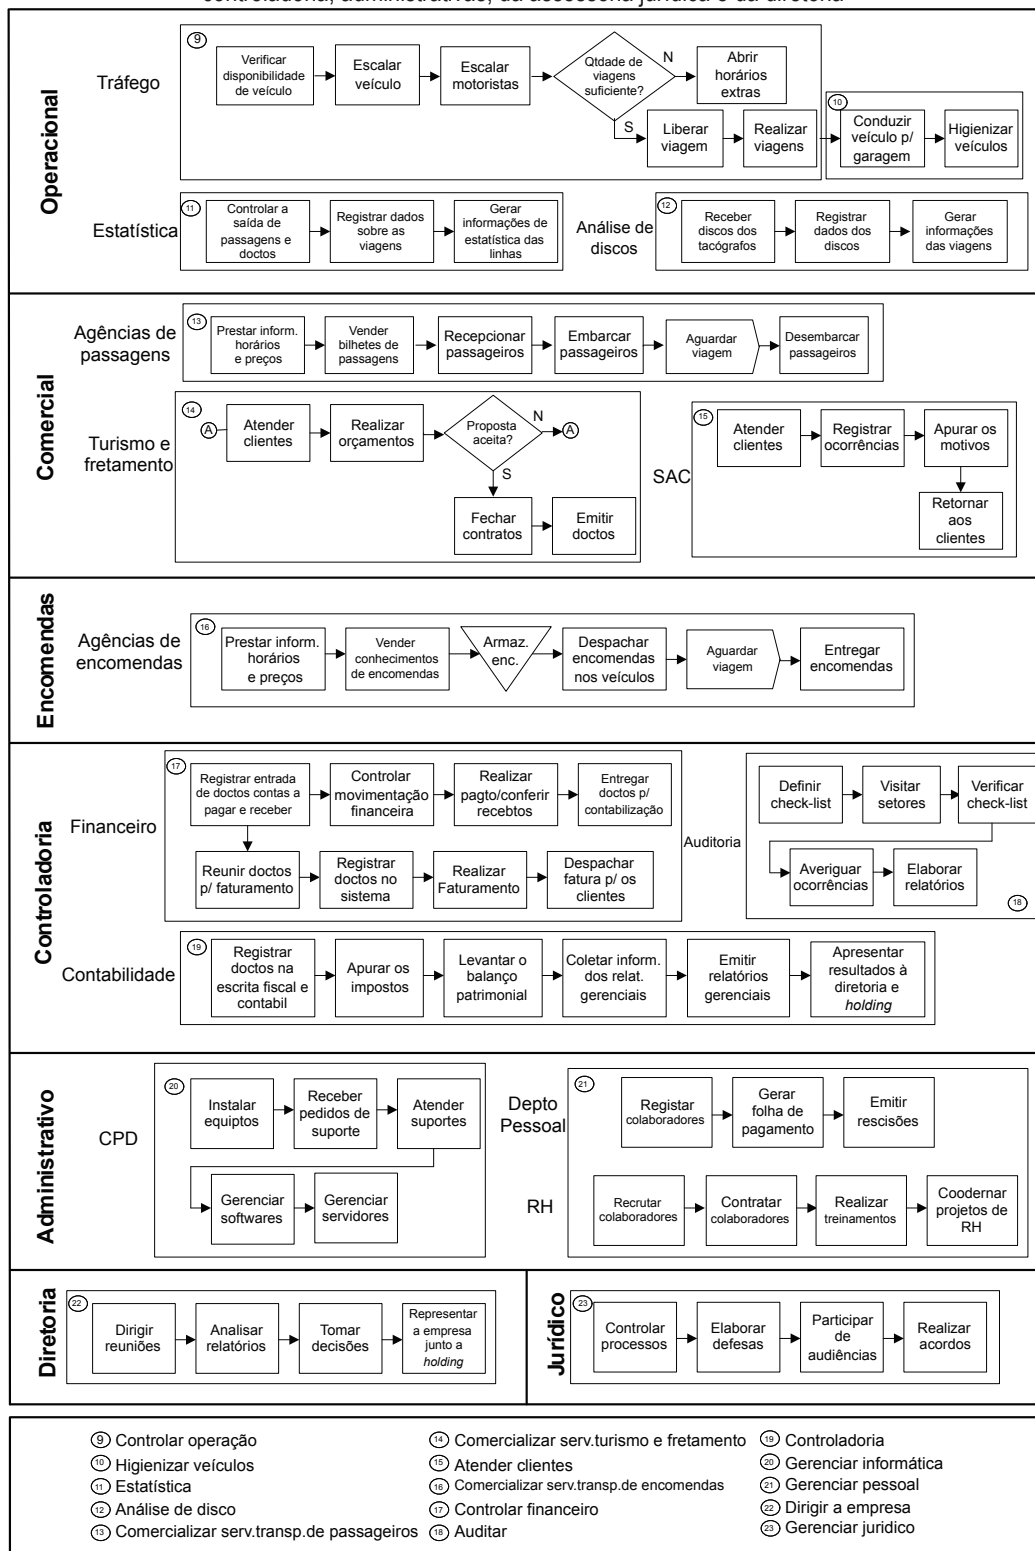 controladoria, administrativas, da assessoria jurídica e da diretoria
Operacional
Tráfego
9
Verificar
disponibilidade
de veículo
Escalar
veículo
Escalar
motoristas
Qtdade de
viagens
suficiente?
N
Abrir
horários
extras
S
Liberar
viagem
Realizar
viagens
10
Conduzir
veículo p/
garagem
Higienizar
veículos
Estatística
11
Controlar a
saída de
passagens e
doctos
Registrar dados
sobre as
viagens
Gerar
informações de
estatística das
linhas
Análise de
discos
12
Receber
discos dos
tacógrafos
Registrar
dados dos
discos
Gerar
informações
das viagens
Comercial
Agências de
passagens
13
Prestar inform.
horários
e preços
Vender
bilhetes de
passagens
Recepcionar
passageiros
Embarcar
passageiros
Aguardar
viagem
Desembarcar
passageiros
Turismo e
fretamento
14
A
Atender
clientes
Realizar
orçamentos
Proposta
aceita?
N
A
S
Fechar
contratos
Emitir
doctos
SAC
15
Atender
clientes
Registrar
ocorrências
Apurar os
motivos
Retornar
aos
clientes
Encomendas
Agências de
encomendas
16
Prestar inform.
horários
e preços
Vender
conhecimentos
de encomendas
Armaz.
enc.
Despachar
encomendas
nos veículos
Aguardar
viagem
Entregar
encomendas
Controladoria
Financeiro
17
Registrar entrada
de doctos contas a
pagar e receber
Controlar
movimentação
financeira
Realizar
pagto/conferir
recebtos
Entregar
doctos p/
contabilização
Reunir doctos
p/ faturamento
Registrar
doctos no
sistema
Realizar
Faturamento
Despachar
fatura p/ os
clientes
Auditoria
Definir
check-list
Visitar
setores
Verificar
check-list
Averiguar
ocorrências
Elaborar
relatórios
18
Contabilidade
19
Registrar
doctos na
escrita fiscal e
contabil
Apurar os
impostos
Levantar o
balanço
patrimonial
Coletar inform.
dos relat.
gerenciais
Emitir
relatórios
gerenciais
Apresentar
resultados à
diretoria e
holding
Administrativo
CPD
20
Instalar
equiptos
Receber
pedidos de
suporte
Atender
suportes
Gerenciar
softwares
Gerenciar
servidores
Depto
Pessoal
21
Registar
colaboradores
Gerar
folha de
pagamento
Emitir
rescisões
RH
Recrutar
colaboradores
Contratar
colaboradores
Realizar
treinamentos
Coodernar
projetos de
RH
Diretoria
22
Dirigir
reuniões
Analisar
relatórios
Tomar
decisões
Representar
a empresa
junto a
holding
Jurídico
23
Controlar
processos
Elaborar
defesas
Participar
de
audiências
Realizar
acordos
9 Controlar operação
10 Higienizar veículos
11 Estatística
12 Análise de disco
13 Comercializar serv.transp.de passageiros
14 Comercializar serv.turismo e fretamento
15 Atender clientes
16 Comercializar serv.transp.de encomendas
17 Controlar financeiro
18 Auditar
19 Controladoria
20 Gerenciar informática
21 Gerenciar pessoal
22 Dirigir a empresa
23 Gerenciar juridico